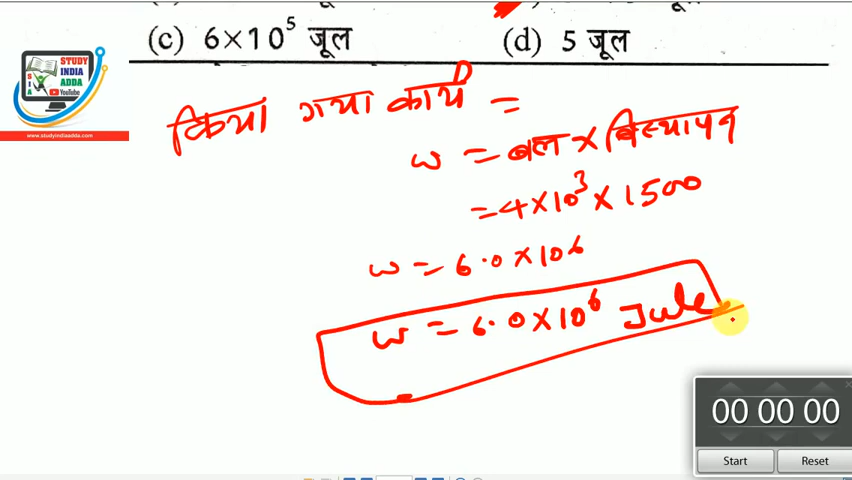 (c) 6×10⁵ जूल
(d) 5 जूल
STUDY
INDIA
ADDA
YouTube
SIA
www.studyindiaadda.com
किया गया कार्य =
W = बल × विस्थापन
= 4×10³ × 1500
W = 6.0×10⁶
W = 6.0×10⁶ Jule
00 00 00
Start
Reset